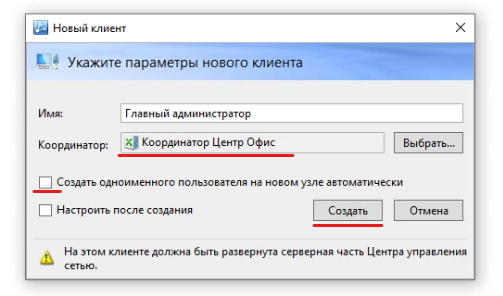 Новый клиент
Укажите параметры нового клиента
Имя: Главный администратор
Координатор: Координатор Центр Офис Выбрать...
Создать одноименного пользователя на новом узле автоматически
Настроить после создания Создать Отмена
На этом клиенте должна быть развернута серверная часть Центра управления
сетью.